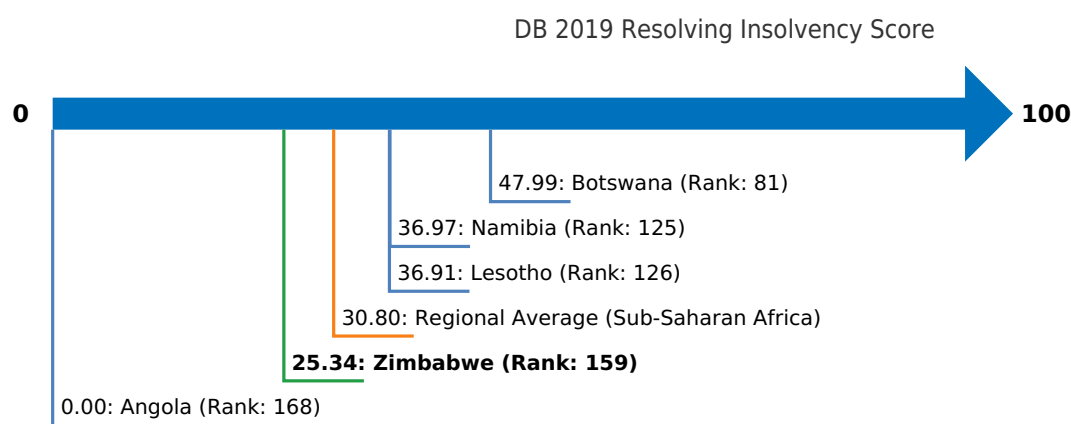 DB 2019 Resolving Insolvency Score
0
100
47.99: Botswana (Rank: 81)
36.97: Namibia (Rank: 125)
36.91: Lesotho (Rank: 126)
30.80: Regional Average (Sub-Saharan Africa)
25.34: Zimbabwe (Rank: 159)
0.00: Angola (Rank: 168)